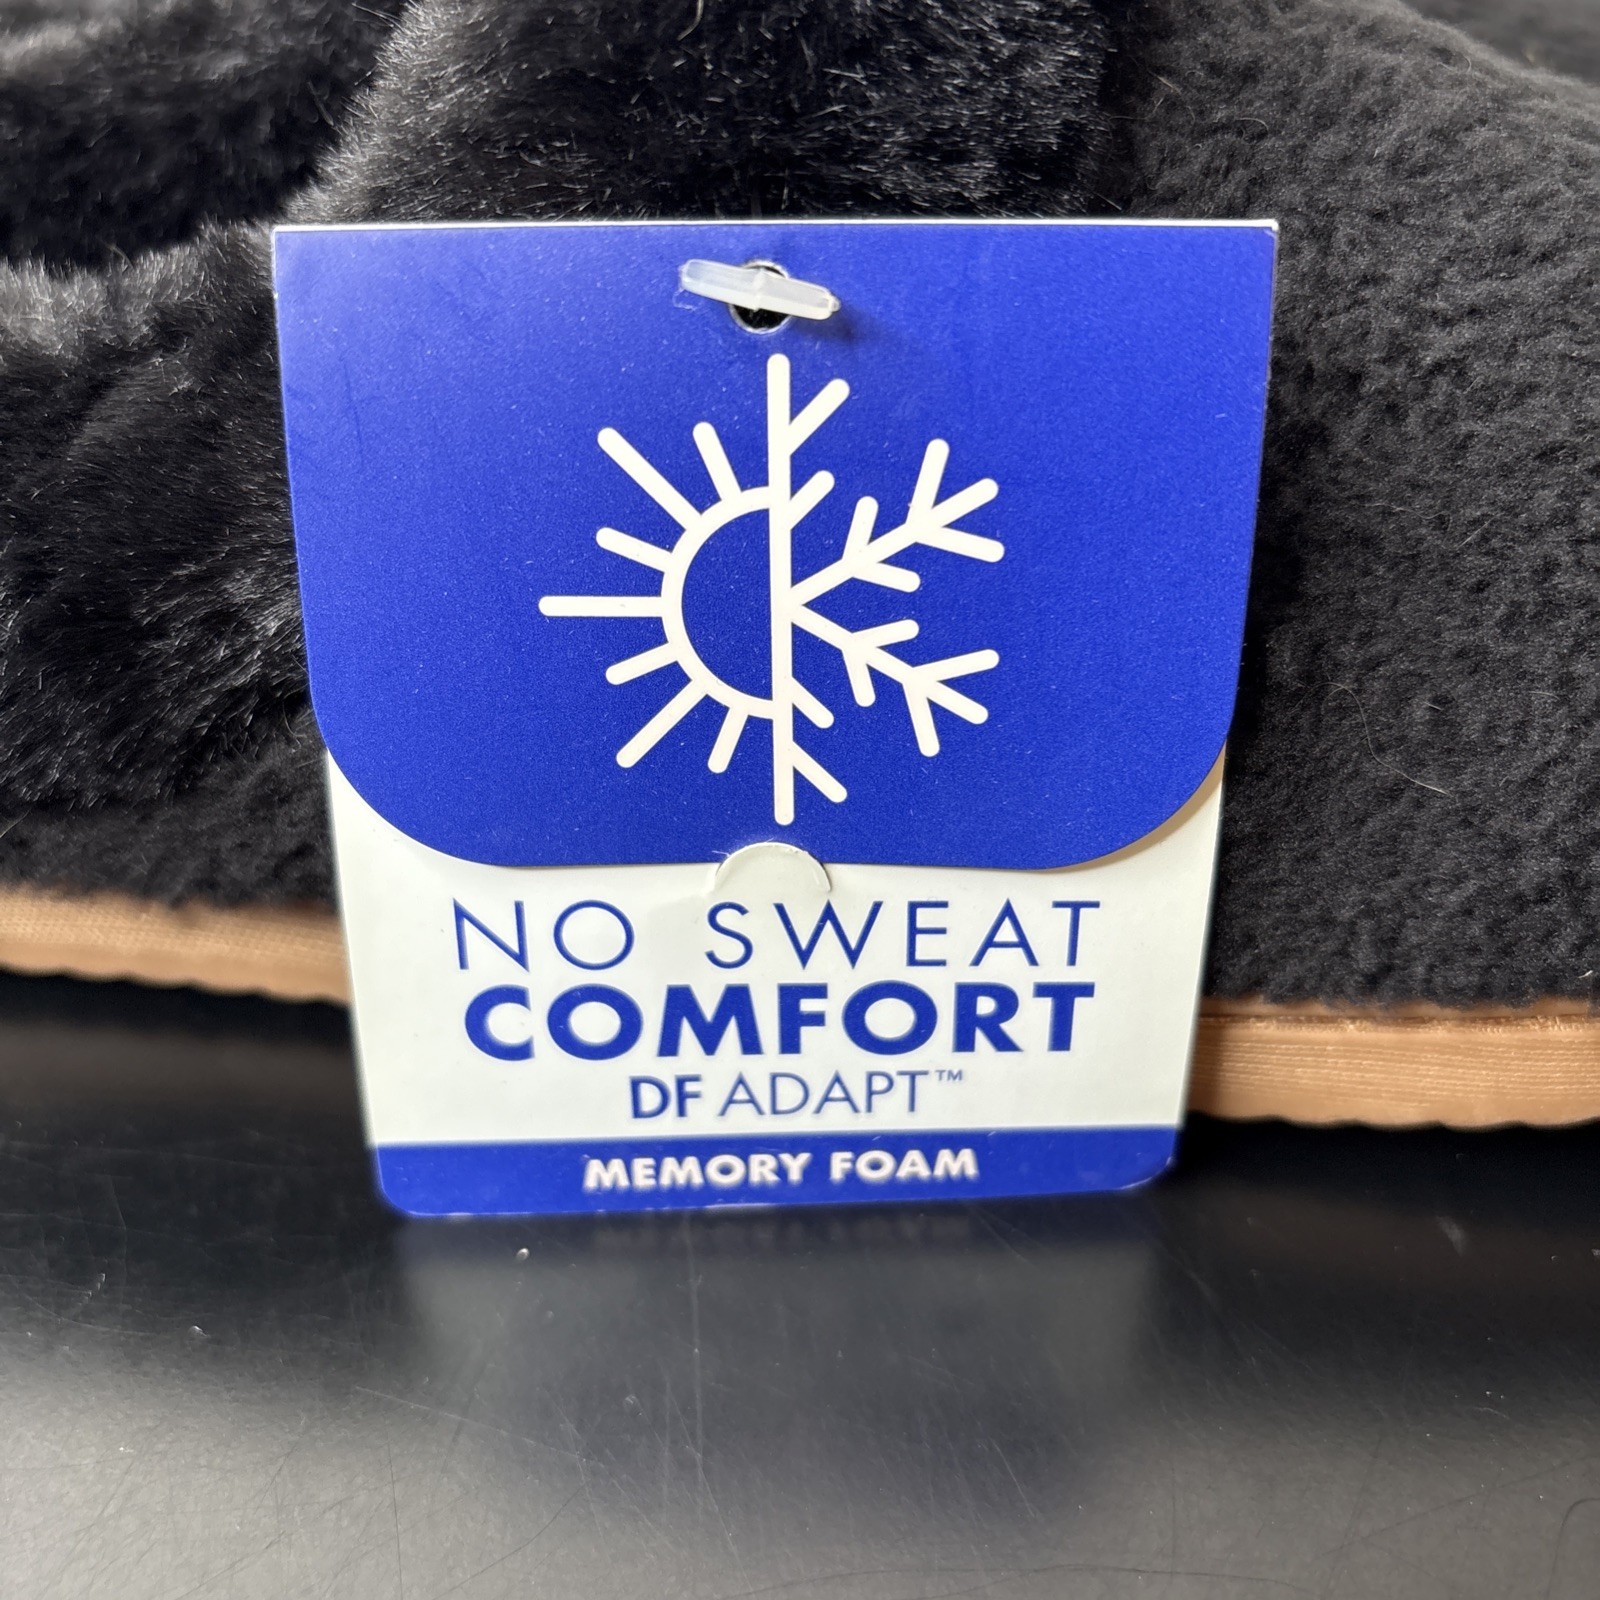 NO SWEAT
COMFORT
DF ADAPT™
MEMORY FOAM